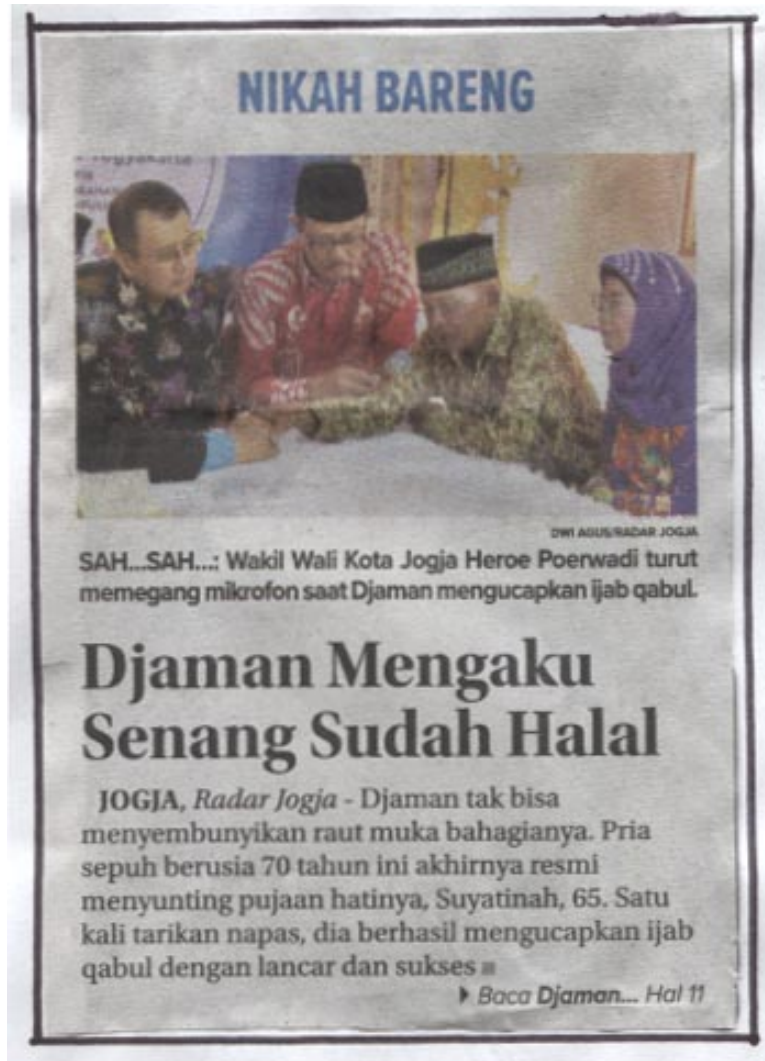 Yogyakarta
NIKAH BARENG
DWI AGUS/RADAR JOGJA
SAH...SAH...: Wakil Wali Kota Jogja Heroe Poerwadi turut
memegang mikrofon saat Djaman mengucapkan ijab qabul.
Djaman Mengaku
Senang Sudah Halal
JOGJA, Radar Jogja - Djaman tak bisa
menyembunyikan raut muka bahagianya. Pria
sepuh berusia 70 tahun ini akhirnya resmi
menyunting pujaan hatinya, Suyatinah, 65. Satu
kali tarikan napas, dia berhasil mengucapkan ijab
qabul dengan lancar dan sukses ■
▶ Baca Djaman... Hal 11